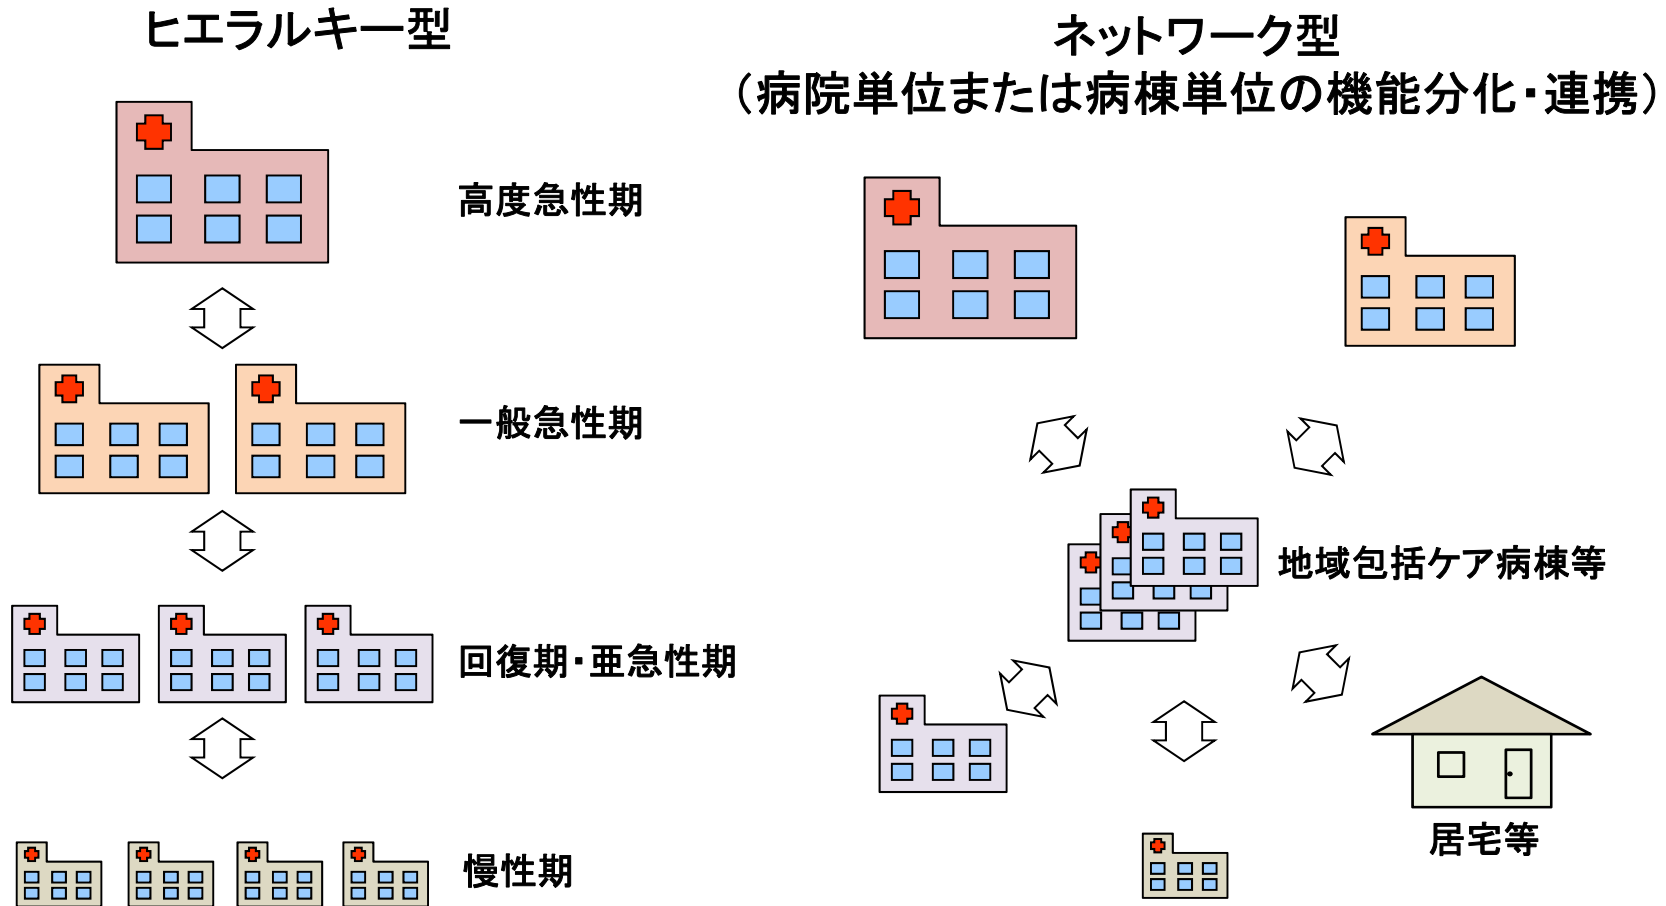 ヒエラルキー型
高度急性期
一般急性期
回復期・亜急性期
慢性期
ネットワーク型
（病院単位または病棟単位の機能分化・連携）
地域包括ケア病棟等
居宅等